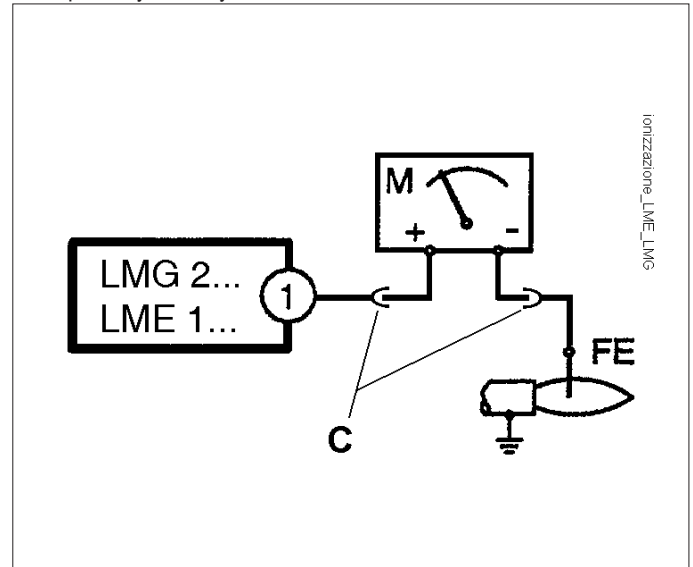 ionizzazione_LME_LMG
M
+ -
LMG 2...
LME 1...
1
FE
C